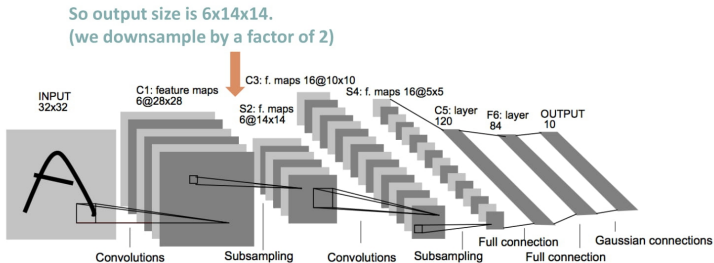 So output size is 6x14x14.
(we downsample by a factor of 2)
INPUT
32x32
C1: feature maps
6@28x28
C3: f. maps 16@10x10
S2: f. maps
6@14x14
S4: f. maps 16@5x5
C5: layer
120
F6: layer
84
OUTPUT
10
Convolutions
Subsampling
Convolutions
Subsampling
Full connection
Full connection
Gaussian connections